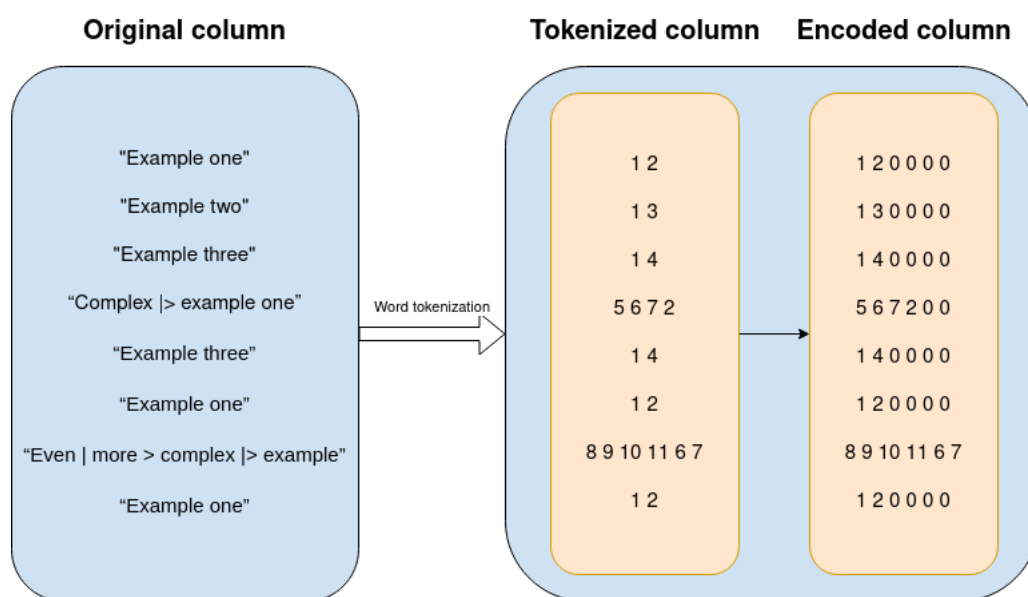 Original column
Tokenized column
Encoded column
"Example one"
"Example two"
"Example three"
“Complex |> example one”
“Example three”
“Example one”
“Even | more > complex |> example”
“Example one”
Word tokenization
1 2
1 3
1 4
5 6 7 2
1 4
1 2
8 9 10 11 6 7
1 2
1 2 0 0 0 0
1 3 0 0 0 0
1 4 0 0 0 0
5 6 7 2 0 0
1 4 0 0 0 0
1 2 0 0 0 0
8 9 10 11 6 7
1 2 0 0 0 0